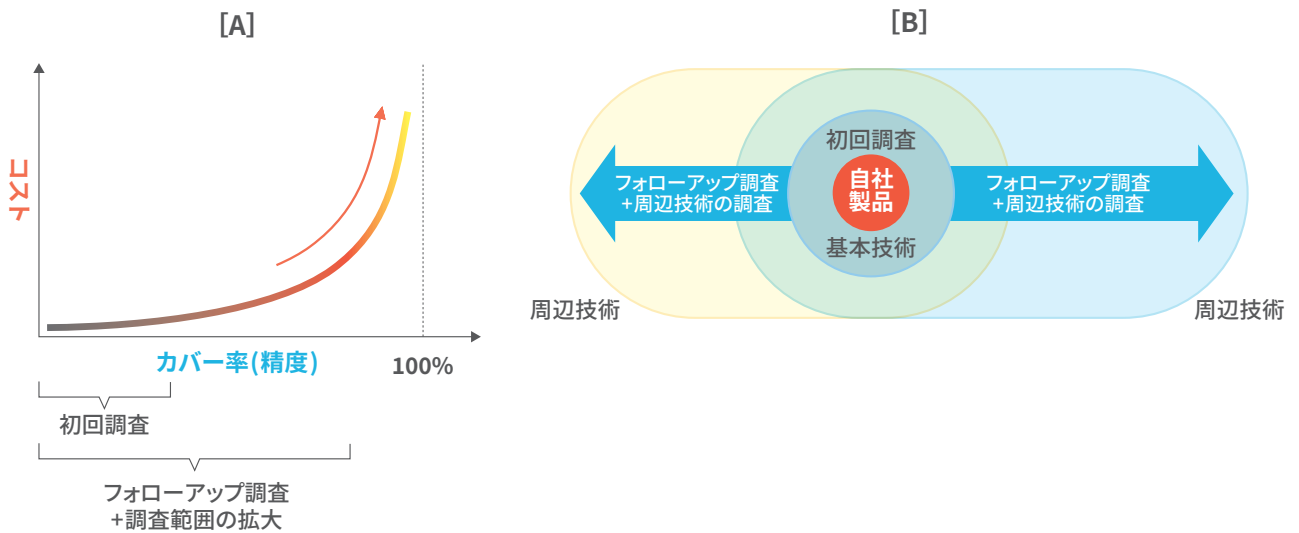 [A]
コスト
カバー率(精度)
100%
初回調査
フォローアップ調査
+調査範囲の拡大
[B]
初回調査
自社
製品
基本技術
フォローアップ調査
+周辺技術の調査
フォローアップ調査
+周辺技術の調査
周辺技術
周辺技術